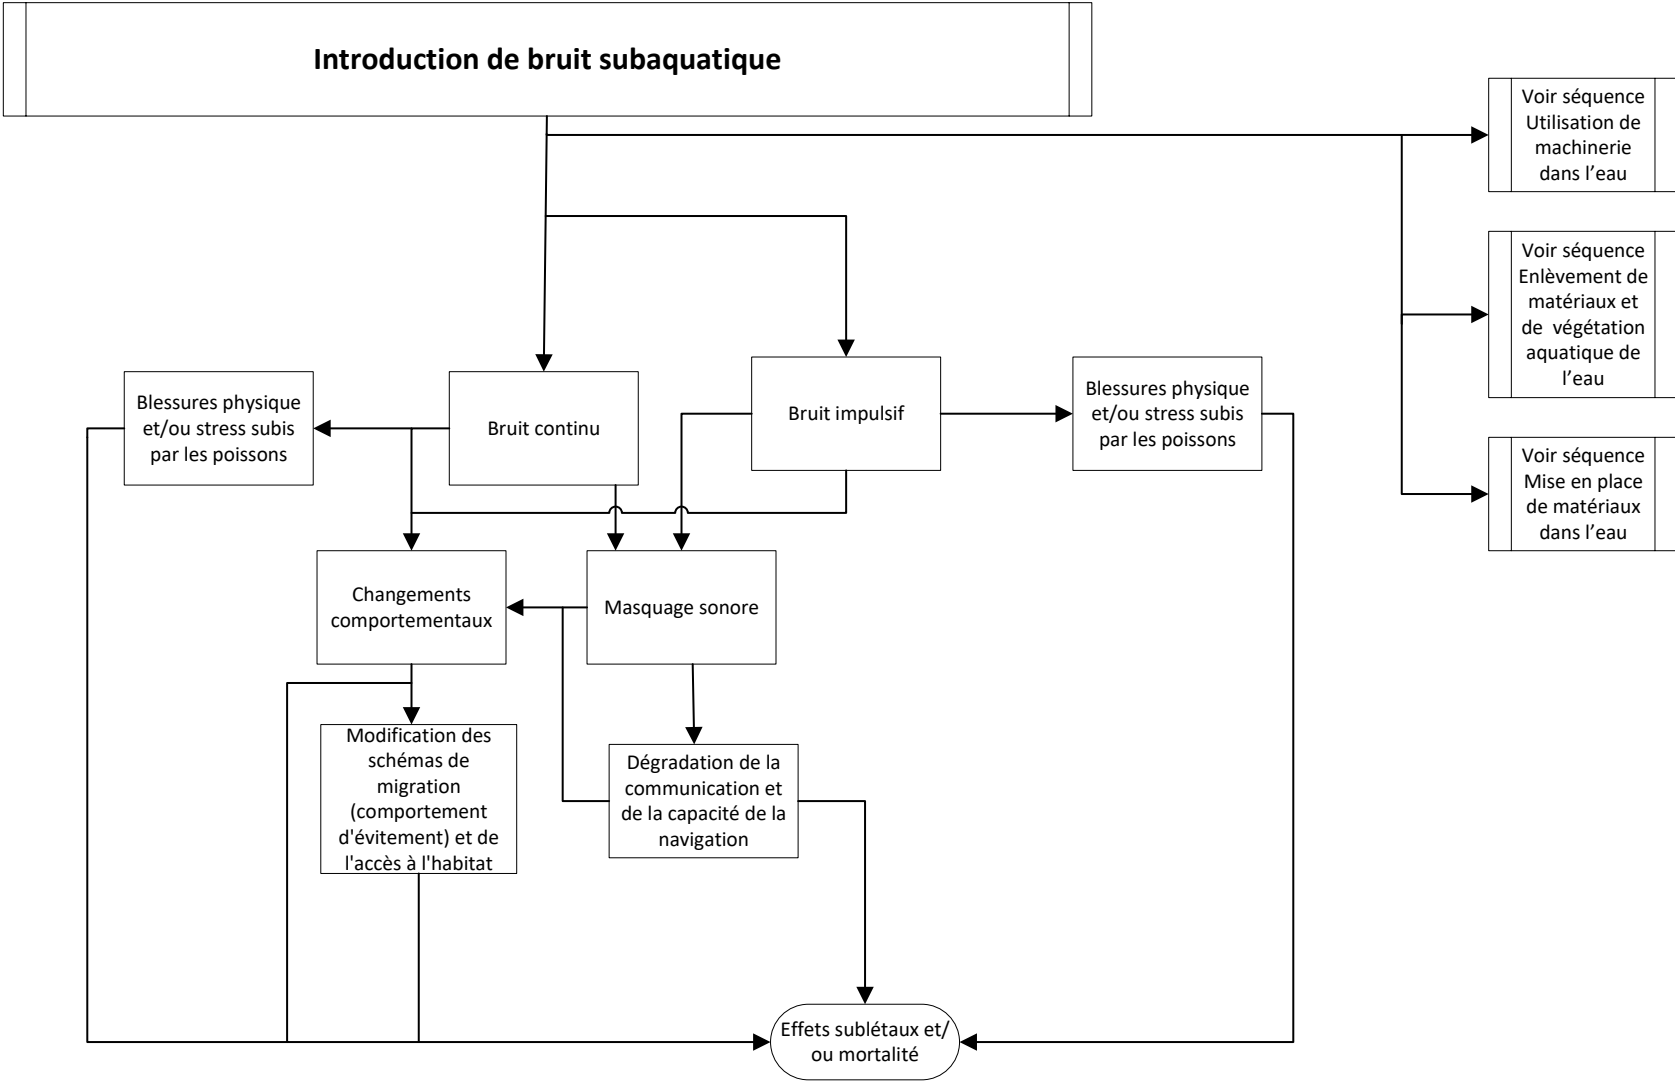 Introduction de bruit subaquatique
Voir séquence
Utilisation de
machinerie
dans l’eau
Voir séquence
Enlèvement de
matériaux et
de  végétation
aquatique de
l’eau
Voir séquence
Mise en place
de matériaux
dans l’eau
Blessures physique
et/ou stress subis
par les poissons
Bruit continu
Bruit impulsif
Blessures physique
et/ou stress subis
par les poissons
Changements
comportementaux
Masquage sonore
Modification des
schémas de
migration
(comportement
d'évitement) et de
l'accès à l'habitat
Dégradation de la
communication et
de la capacité de la
navigation
Effets sublétaux et/
ou mortalité